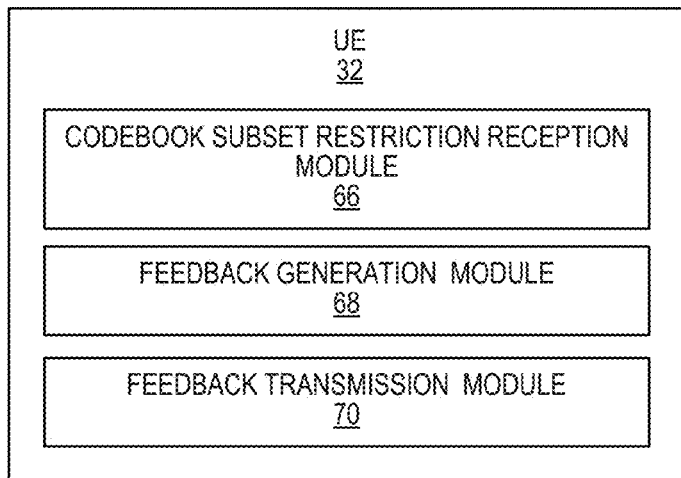 UE
32
CODEBOOK SUBSET RESTRICTION RECEPTION
MODULE
66
FEEDBACK GENERATION MODULE
68
FEEDBACK TRANSMISSION MODULE
70